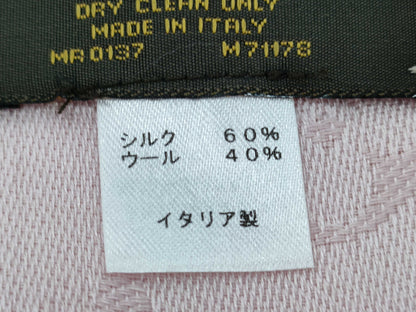 DRY CLEAN ONLY
MADE IN ITALY
MR0137 M71178
シルク 60%
ウール 40%
イタリア製